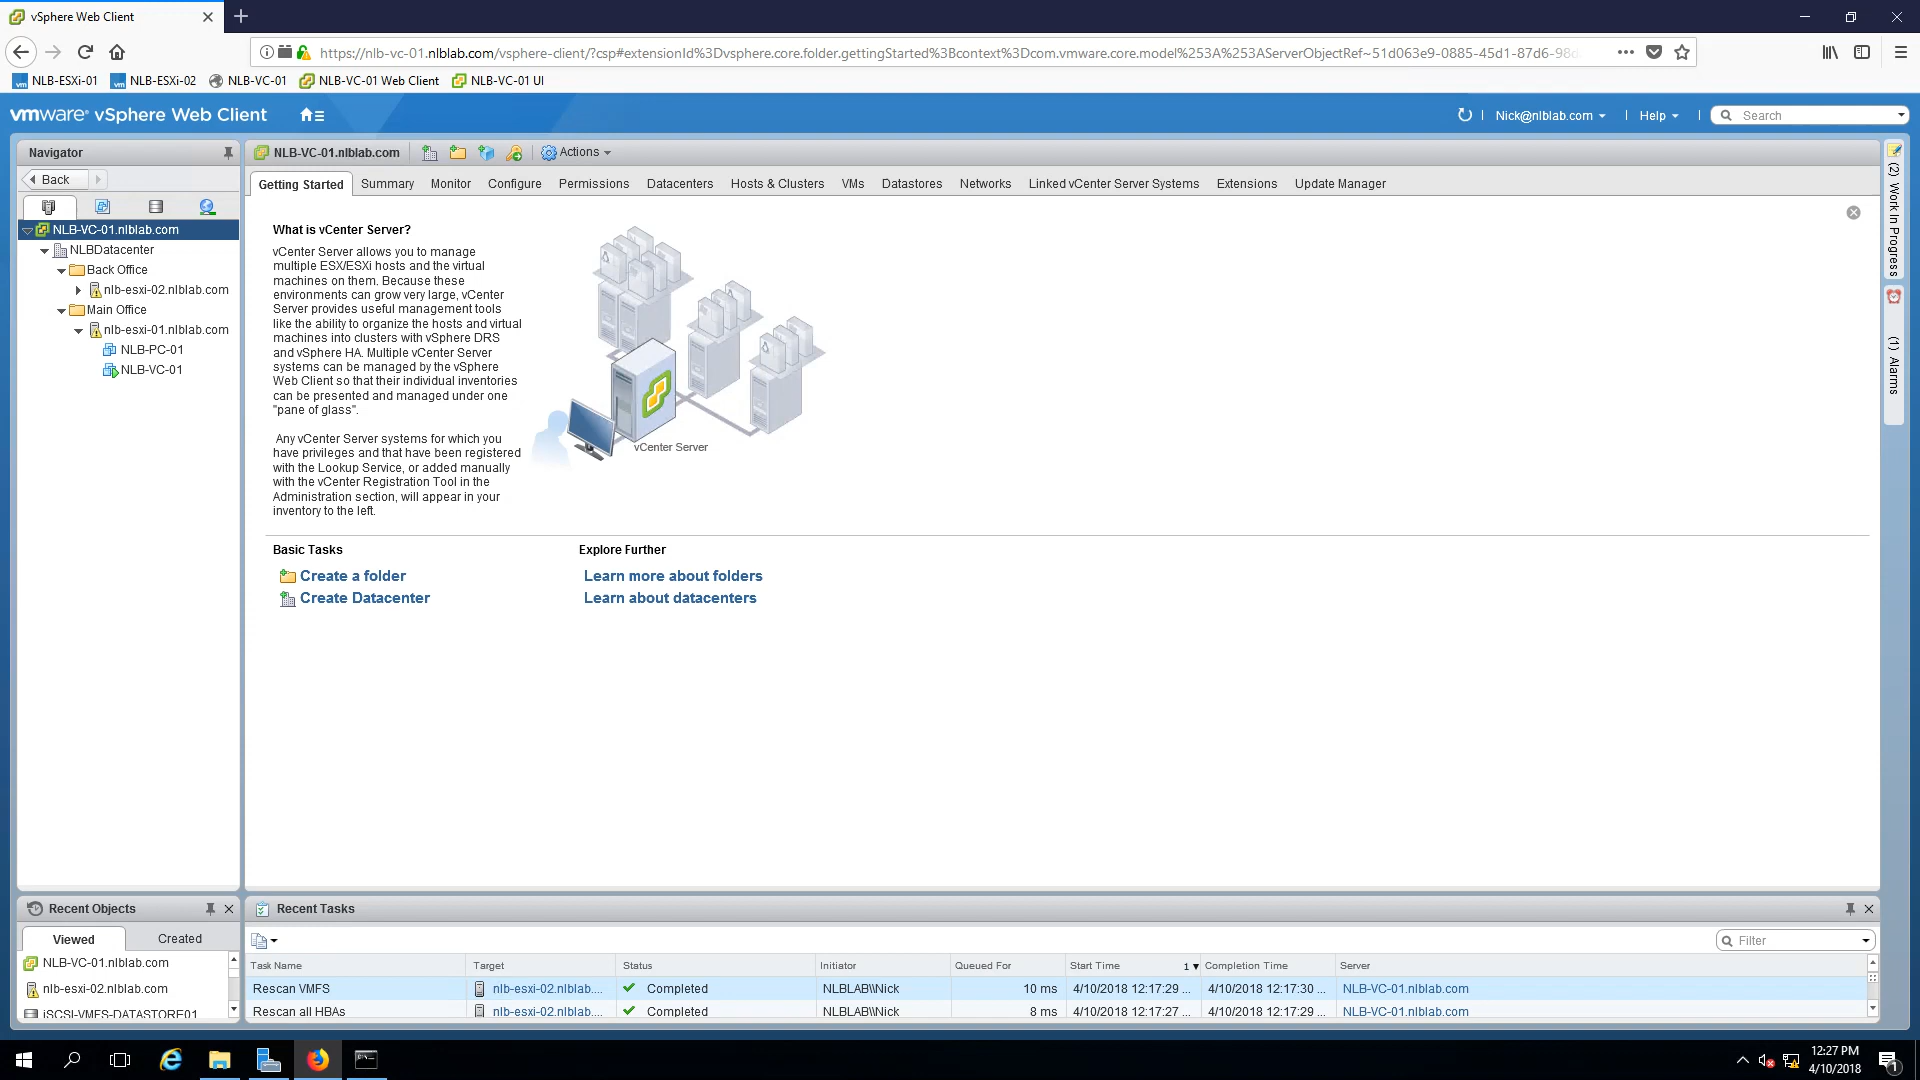 vSphere Web Client
https://nlb-vc-01.nlblab.com/vsphere-client/?csp#extensionId%3Dvsphere.core.folder.gettingStarted%3Bcontext%3Dcom.vmware.core.model%253A%253AServerObjectRef~51d063e9-0885-45d1-87d6-98d
NLB-ESXi-01 NLB-ESXi-02 NLB-VC-01 NLB-VC-01 Web Client NLB-VC-01 UI
vmware® vSphere Web Client
Nick@nlblab.com | Help | Search
Navigator
Back
NLB-VC-01.nlblab.com
NLBDatacenter
Back Office
nlb-esxi-02.nlblab.com
Main Office
nlb-esxi-01.nlblab.com
NLB-PC-01
NLB-VC-01
NLB-VC-01.nlblab.com Actions
Getting Started Summary Monitor Configure Permissions Datacenters Hosts & Clusters VMs Datastores Networks Linked vCenter Server Systems Extensions Update Manager
What is vCenter Server?
vCenter Server allows you to manage
multiple ESX/ESXi hosts and the virtual
machines on them. Because these
environments can grow very large, vCenter
Server provides useful management tools
like the ability to organize the hosts and virtual
machines into clusters with vSphere DRS
and vSphere HA. Multiple vCenter Server
systems can be managed by the vSphere
Web Client so that their individual inventories
can be presented and managed under one
"pane of glass".
Any vCenter Server systems for which you
have privileges and that have been registered
with the Lookup Service, or added manually
with the vCenter Registration Tool in the
Administration section, will appear in your
inventory to the left.
vCenter Server
Basic Tasks
Create a folder
Create Datacenter
Explore Further
Learn more about folders
Learn about datacenters
(2) Work In Progress
(1) Alarms
Recent Objects
Viewed Created
NLB-VC-01.nlblab.com
nlb-esxi-02.nlblab.com
iSCSI-VMFS-DATASTORE01
Recent Tasks
Filter
Task Name Target Status Initiator Queued For Start Time 1 Completion Time Server
Rescan VMFS nlb-esxi-02.nlblab.... Completed NLBLAB\\Nick 10 ms 4/10/2018 12:17:29 ... 4/10/2018 12:17:30 ... NLB-VC-01.nlblab.com
Rescan all HBAs nlb-esxi-02.nlblab.... Completed NLBLAB\\Nick 8 ms 4/10/2018 12:17:27 ... 4/10/2018 12:17:29 ... NLB-VC-01.nlblab.com
12:27 PM
4/10/2018
1